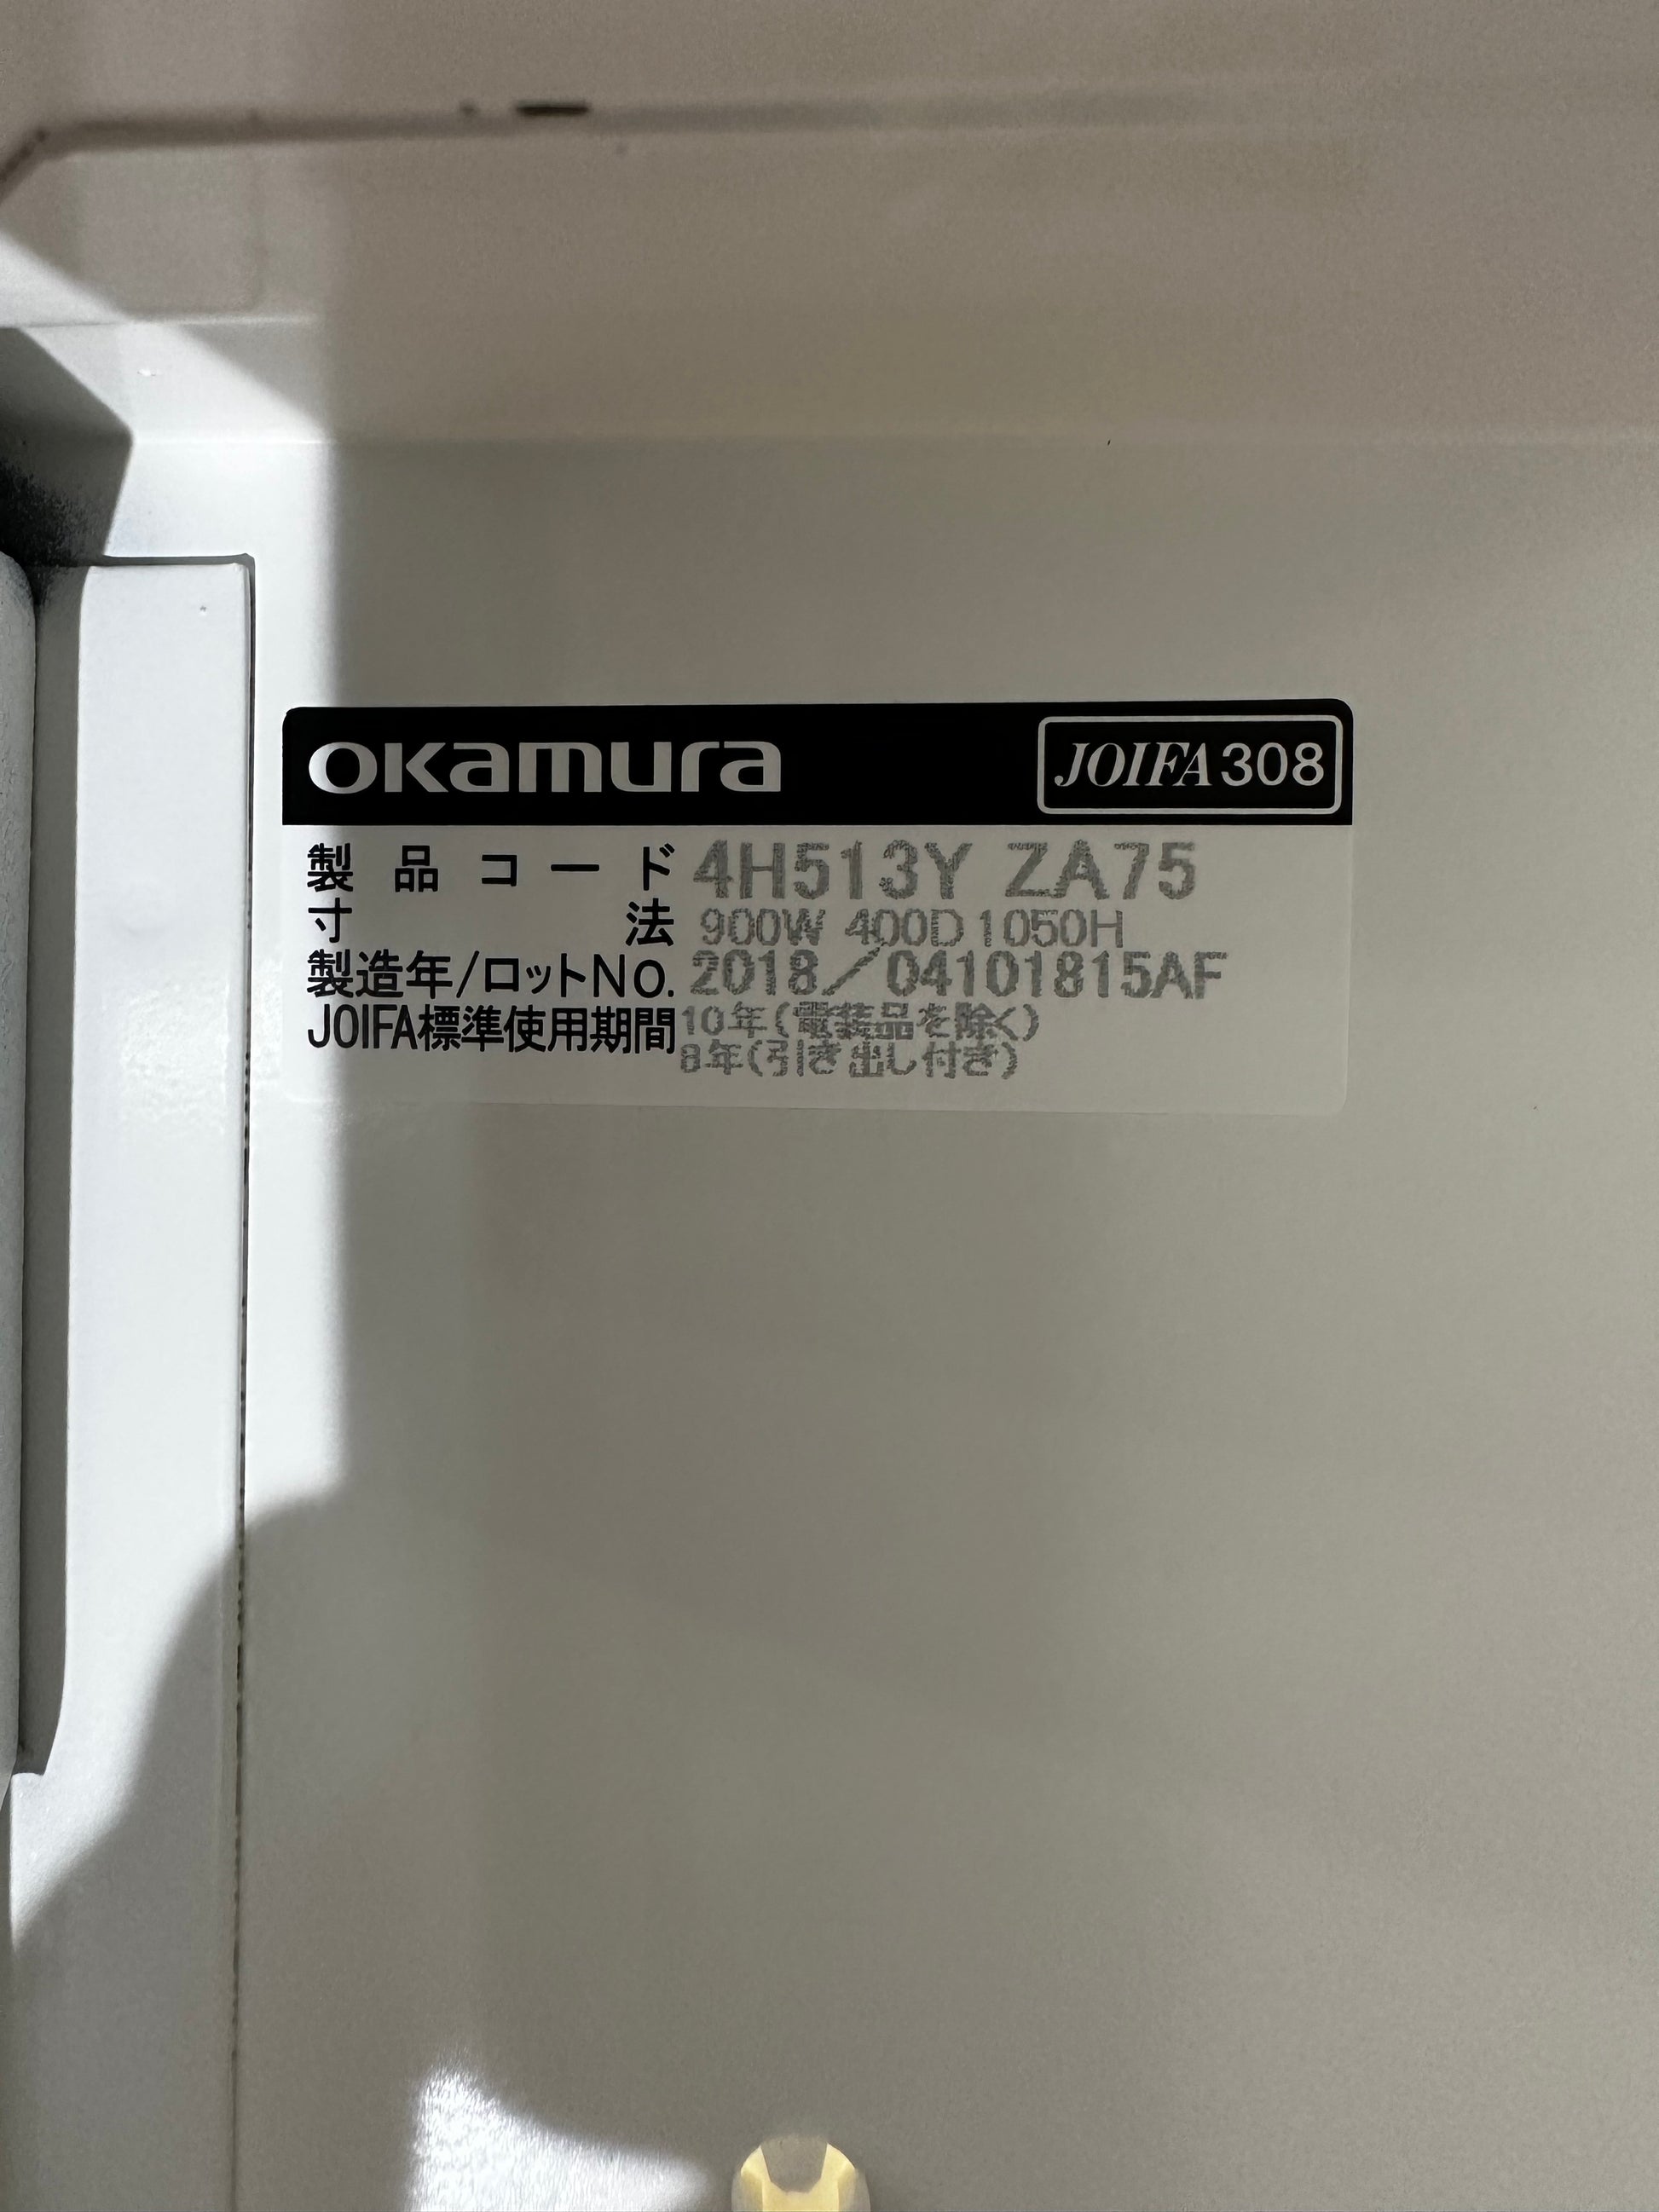 okamura JOIFA308
製品コード 4H513Y ZA75
寸法 900W 400D 1050H
製造年/ロットNo. 2018/04101815AF
JOIFA標準使用期間 10年(電装品を除く)
8年(引き出し付き)